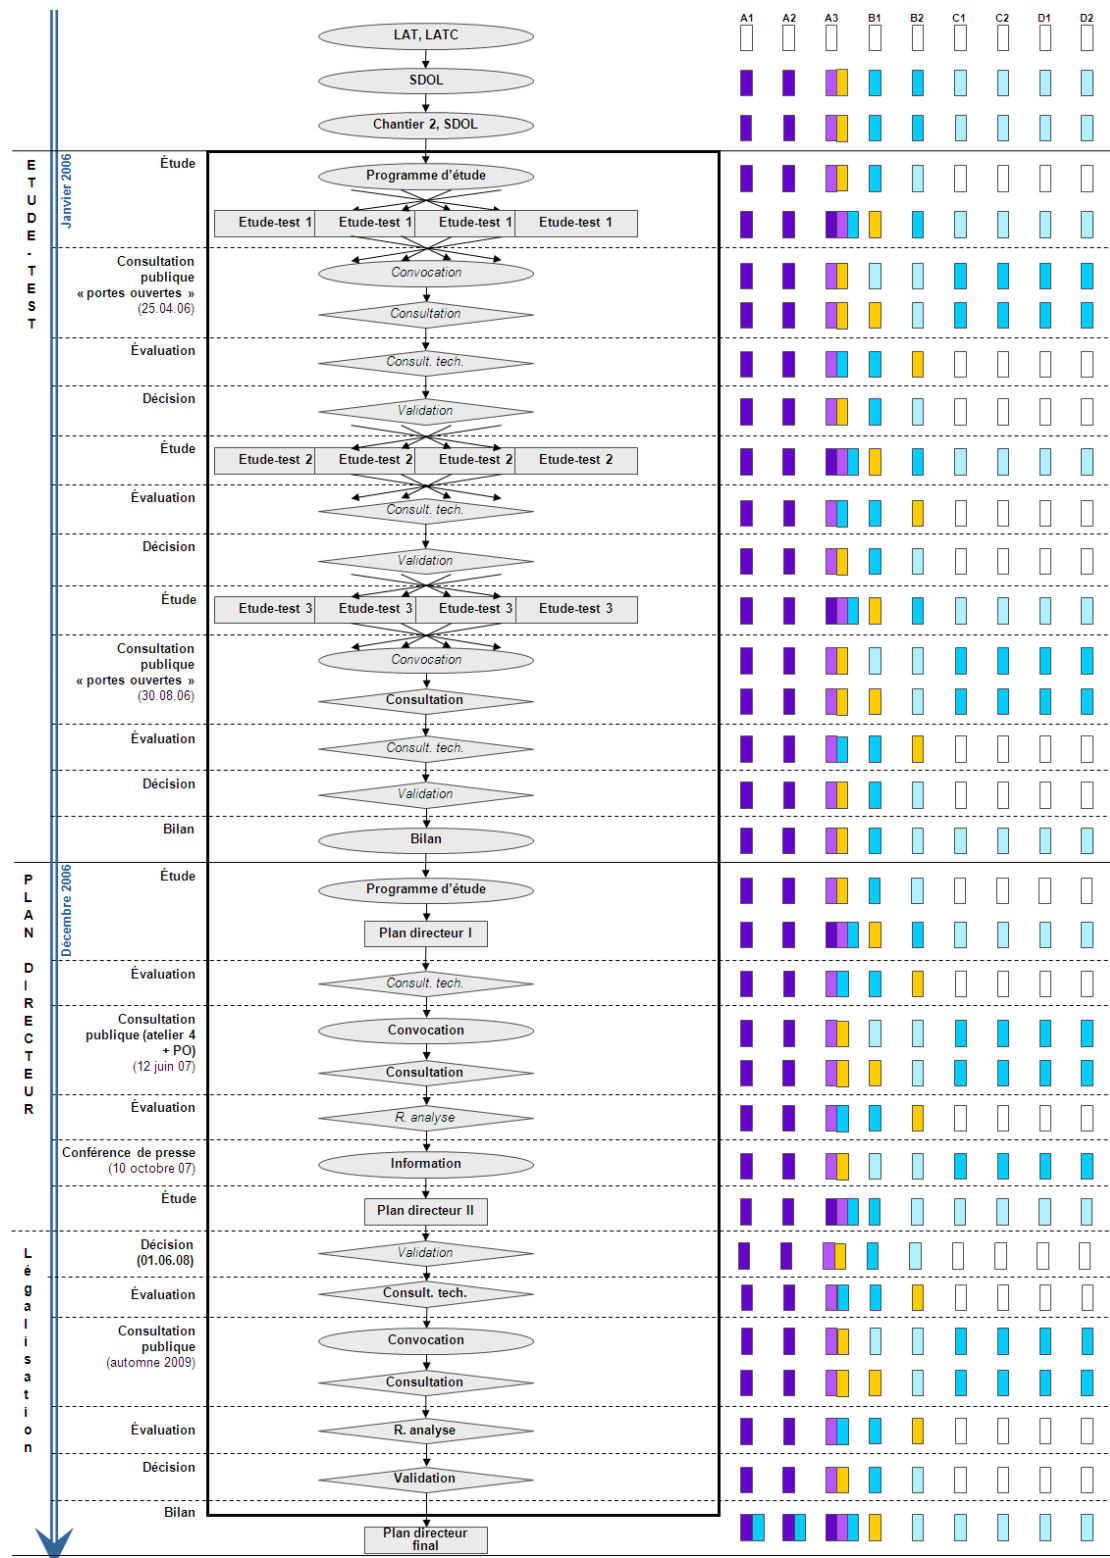 A1 A2 A3 B1 B2 C1 C2 D1 D2
LAT, LATC
SDOL
Chantier 2, SDOL
ETUDE-TEST
Janvier 2006
Étude
Programme d'étude
Etude-test 1 Etude-test 1 Etude-test 1 Etude-test 1
Consultation
publique
« portes ouvertes »
(25.04.06)
Convocation
Consultation
Évaluation
Consult. tech.
Décision
Validation
Étude
Etude-test 2 Etude-test 2 Etude-test 2 Etude-test 2
Évaluation
Consult. tech.
Décision
Validation
Étude
Etude-test 3 Etude-test 3 Etude-test 3 Etude-test 3
Consultation
publique
« portes ouvertes »
(30.08.06)
Convocation
Consultation
Évaluation
Consult. tech.
Décision
Validation
Bilan
Bilan
PLAN DIRECTEUR
Décembre 2006
Étude
Programme d'étude
Plan directeur I
Évaluation
Consult. tech.
Consultation
publique (atelier 4
+ PO)
(12 juin 07)
Convocation
Consultation
Évaluation
R. analyse
Conférence de presse
(10 octobre 07)
Information
Étude
Plan directeur II
Légalisation
Décision
(01.06.08)
Validation
Évaluation
Consult. tech.
Consultation
publique
(automne 2009)
Convocation
Consultation
Évaluation
R. analyse
Décision
Validation
Bilan
Plan directeur
final